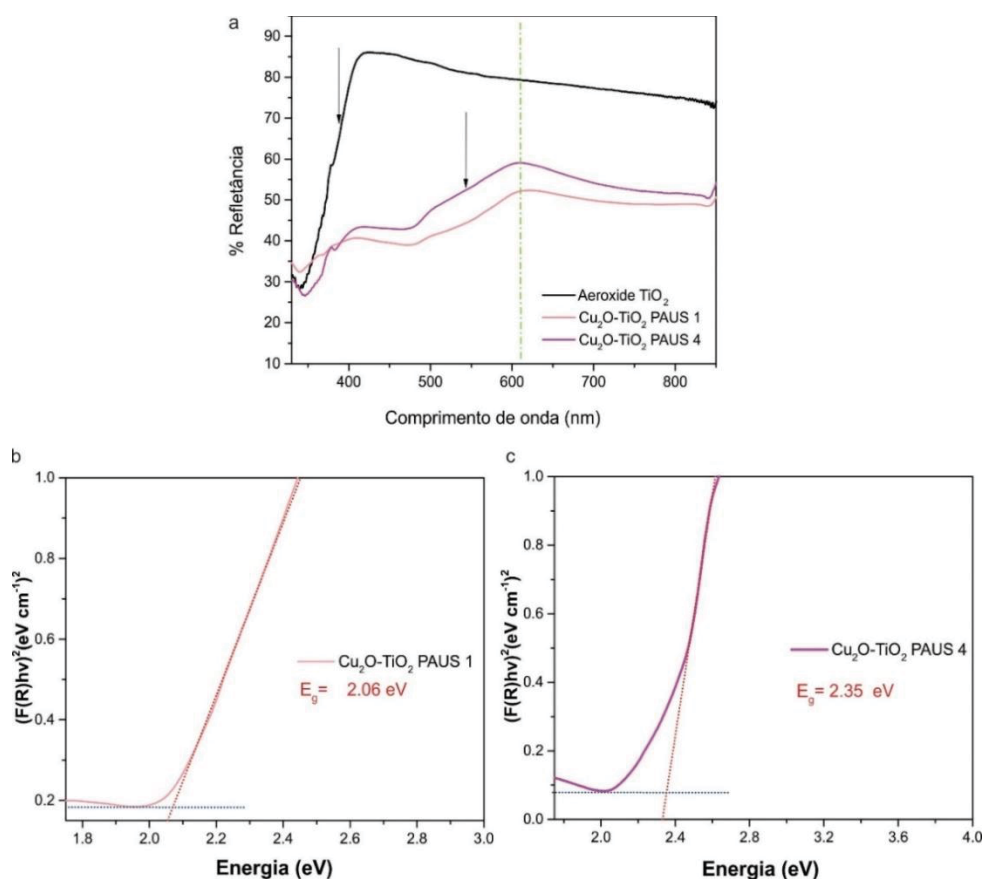 a
90
80
70
60
50
40
30
20
10
% Refletância
Aeroxide TiO₂
Cu₂O-TiO₂ PAUS 1
Cu₂O-TiO₂ PAUS 4
400 500 600 700 800
Comprimento de onda (nm)
b
1.0
0.8
0.6
0.4
0.2
(F(R)hv)²(eV cm⁻¹)²
Cu₂O-TiO₂ PAUS 1
E_g= 2.06 eV
1.8 2.0 2.2 2.4 2.6 2.8 3.0
Energia (eV)
c
1.0
0.8
0.6
0.4
0.2
0.0
(F(R)hv)²(eV cm⁻¹)²
Cu₂O-TiO₂ PAUS 4
E_g= 2.35 eV
2.0 2.4 2.8 3.2 3.6 4.0
Energia (eV)